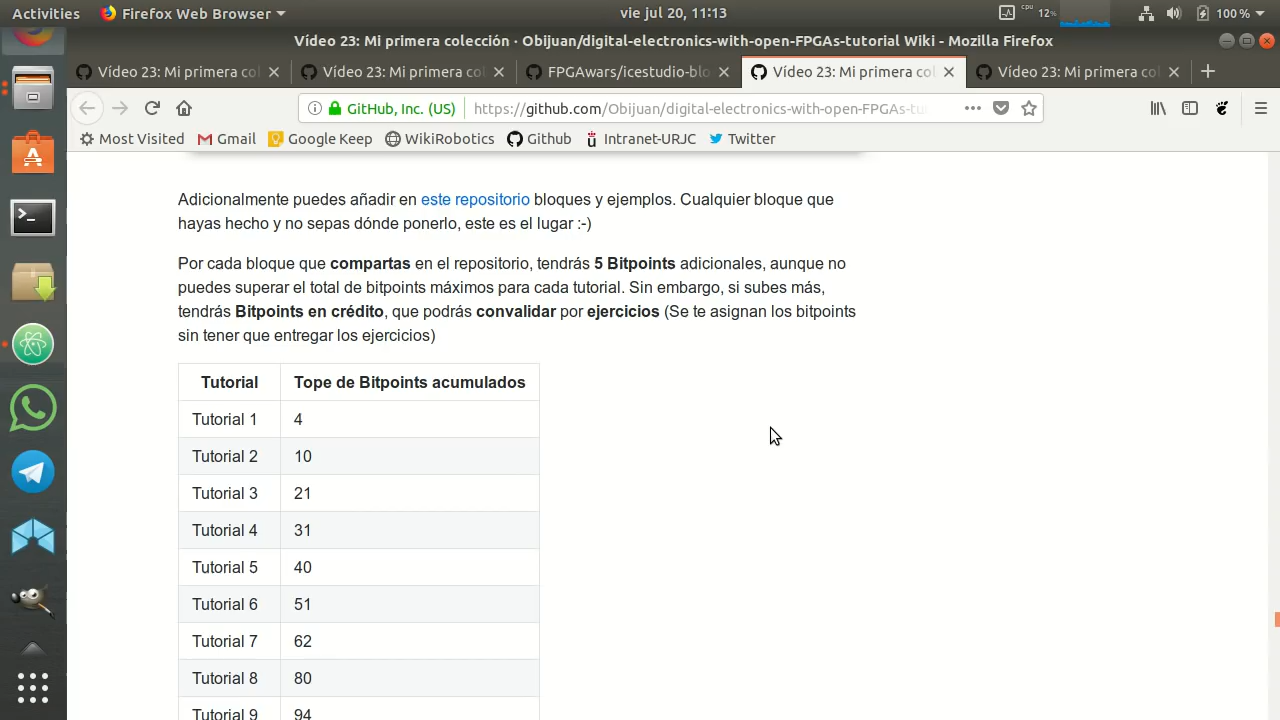 Activities Firefox Web Browser vie jul 20, 11:13 cpu 12% 100 %
Vídeo 23: Mi primera colección · Obijuan/digital-electronics-with-open-FPGAs-tutorial Wiki - Mozilla Firefox
Vídeo 23: Mi primera col Vídeo 23: Mi primera co FPGAwars/icestudio-blo Vídeo 23: Mi primera col Vídeo 23: Mi primera col
GitHub, Inc. (US) https://github.com/Obijuan/digital-electronics-with-open-FPGAs-tu
Most Visited Gmail Google Keep WikiRobotics Github Intranet-URJC Twitter
Adicionalmente puedes añadir en este repositorio bloques y ejemplos. Cualquier bloque que
hayas hecho y no sepas dónde ponerlo, este es el lugar :-)
Por cada bloque que compartas en el repositorio, tendrás 5 Bitpoints adicionales, aunque no
puedes superar el total de bitpoints máximos para cada tutorial. Sin embargo, si subes más,
tendrás Bitpoints en crédito, que podrás convalidar por ejercicios (Se te asignan los bitpoints
sin tener que entregar los ejercicios)
Tutorial Tope de Bitpoints acumulados
Tutorial 1 4
Tutorial 2 10
Tutorial 3 21
Tutorial 4 31
Tutorial 5 40
Tutorial 6 51
Tutorial 7 62
Tutorial 8 80
Tutorial 9 94